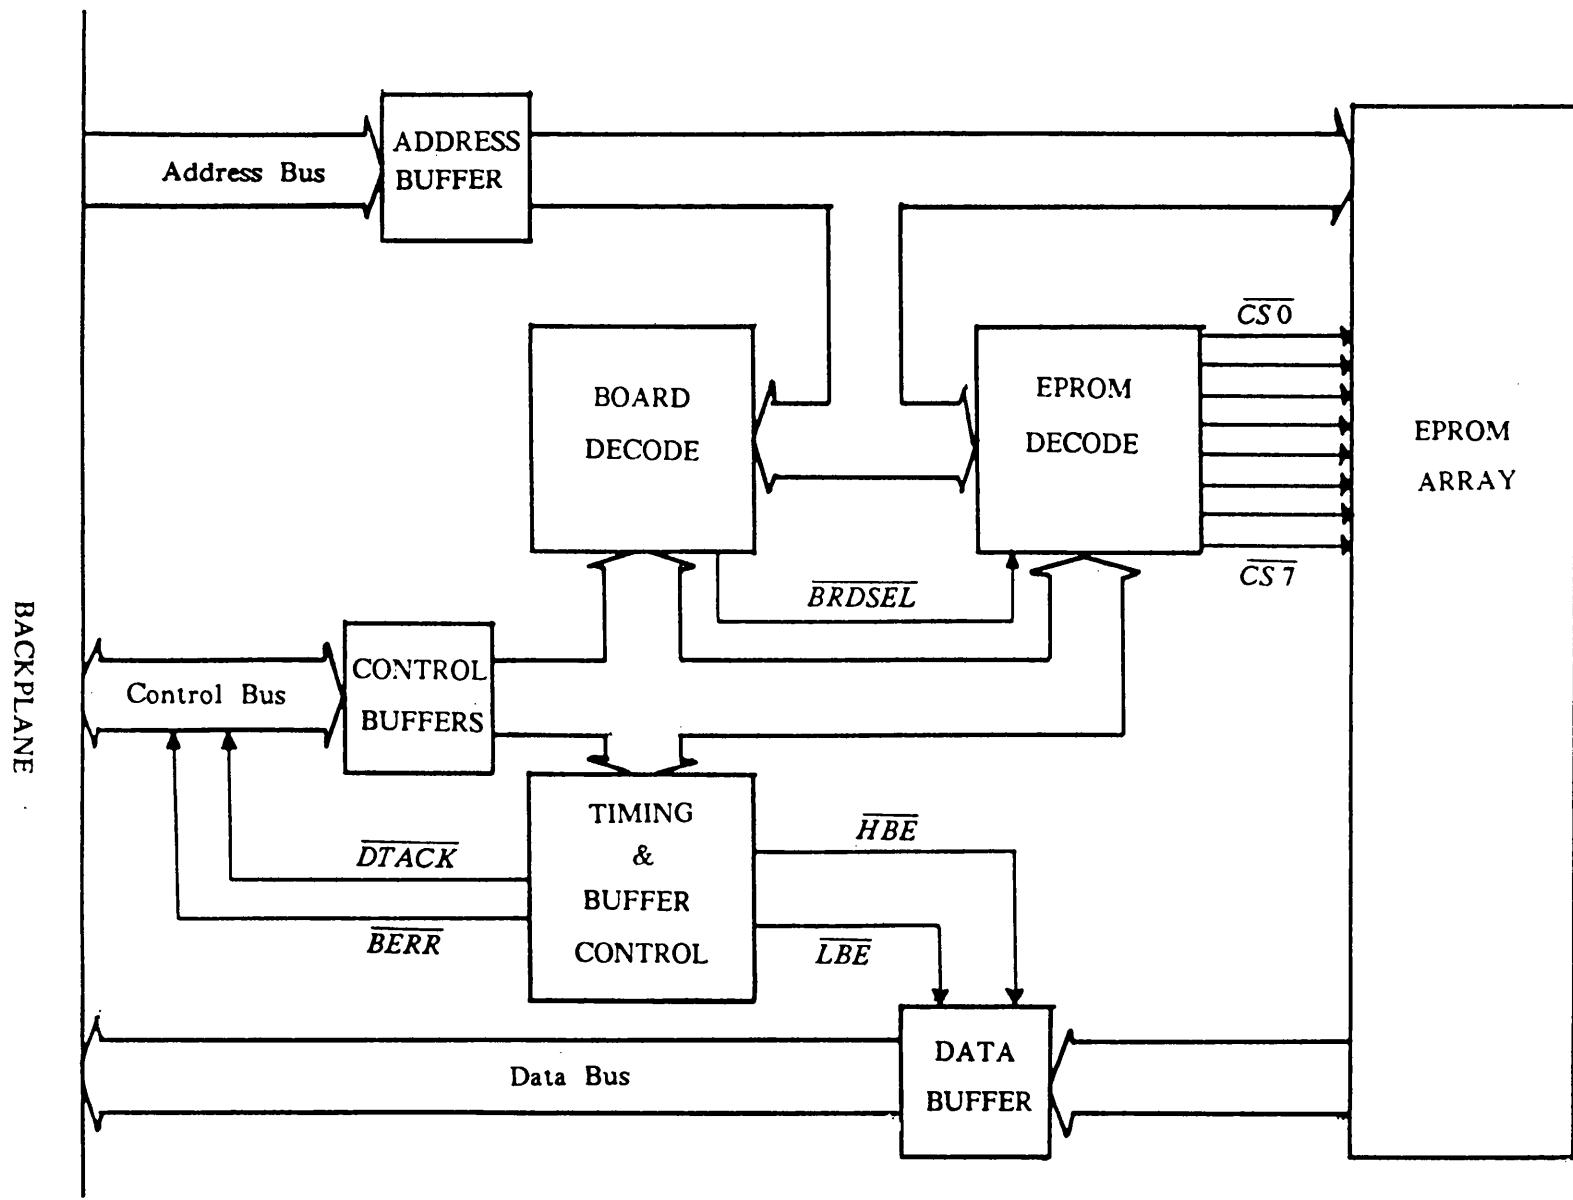 ADDRESS
BUFFER
Address Bus
CS0
BOARD
DECODE
EPROM
DECODE
EPROM
ARRAY
CS7
BRDSEL
BACKPLANE
CONTROL
BUFFERS
Control Bus
TIMING
&
BUFFER
CONTROL
HBE
DTACK
LBE
BERR
DATA
BUFFER
Data Bus